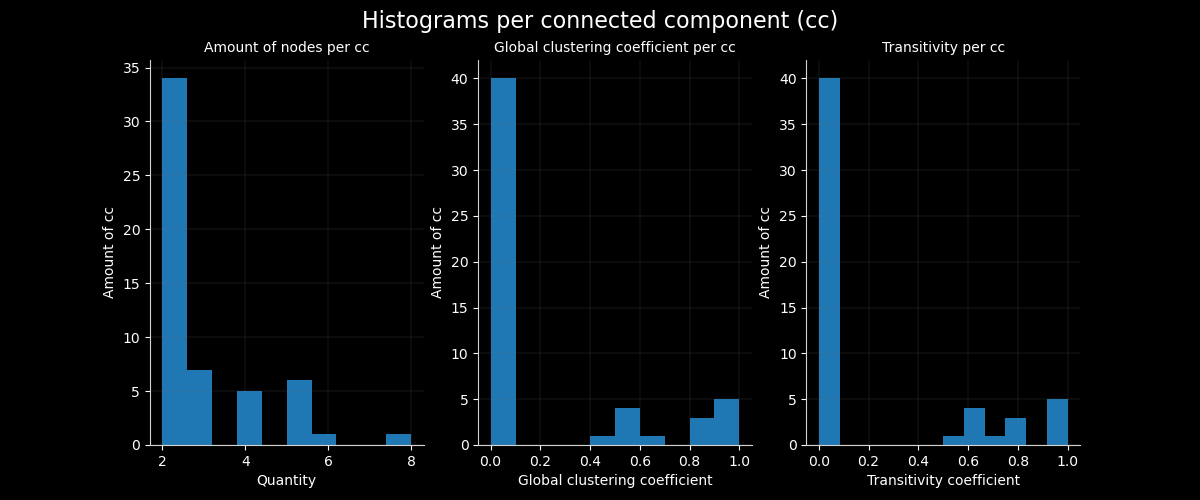 Histograms per connected component (cc)
Amount of nodes per cc
Global clustering coefficient per cc
Transitivity per cc
Amount of cc
35
30
25
20
15
10
5
0
2 4 6 8
Quantity
Amount of cc
40
35
30
25
20
15
10
5
0
0.0 0.2 0.4 0.6 0.8 1.0
Global clustering coefficient
Amount of cc
40
35
30
25
20
15
10
5
0
0.0 0.2 0.4 0.6 0.8 1.0
Transitivity coefficient